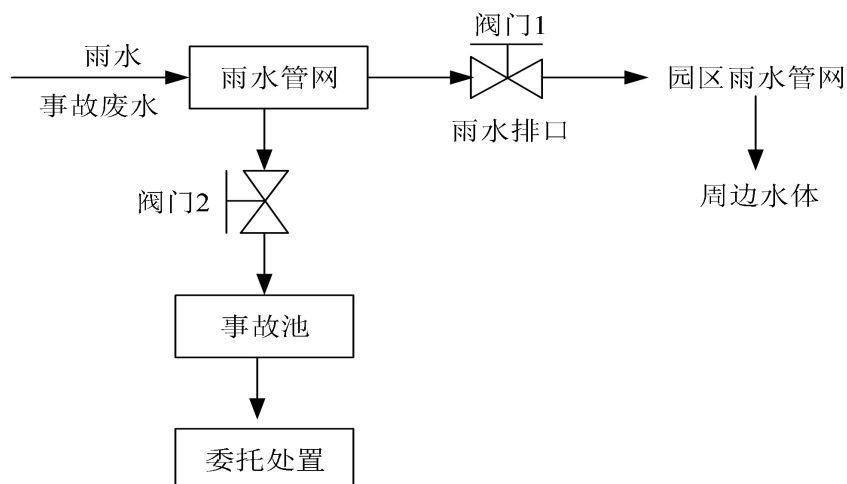 阀门1
雨水
雨水管网
园区雨水管网
事故废水
雨水排口
阀门2
周边水体
事故池
委托处置